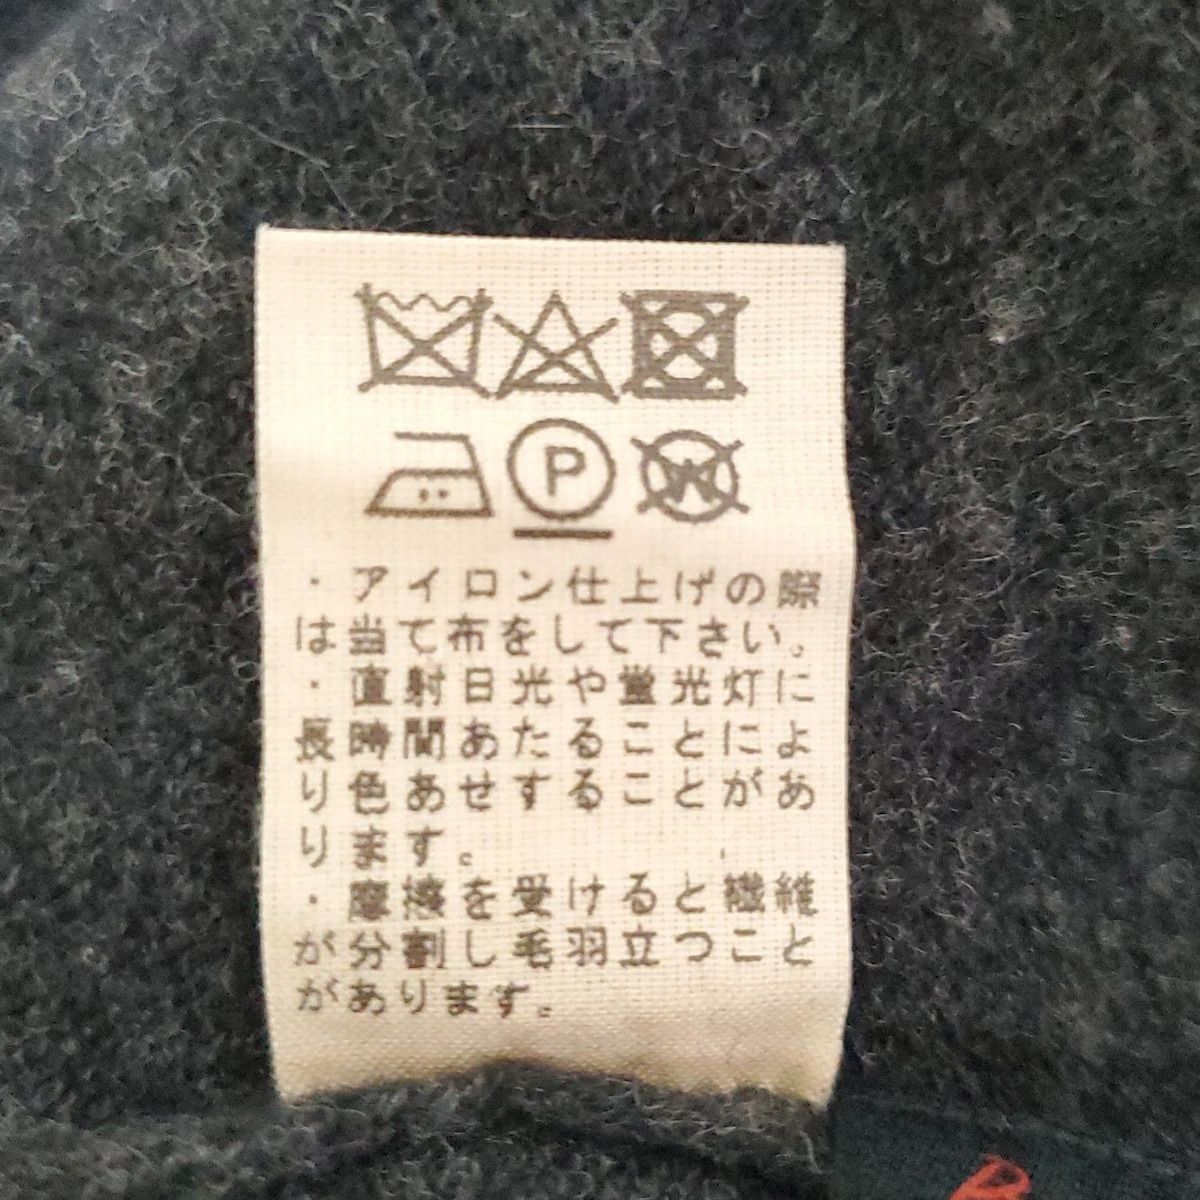 P
W
・アイロン仕上げの際
は当て布をして下さい。
・直射日光や蛍光灯に
長時間あたることによ
り色あせすることがあ
ります。
・摩擦を受けると繊維
が分割し毛羽立つこと
があります。